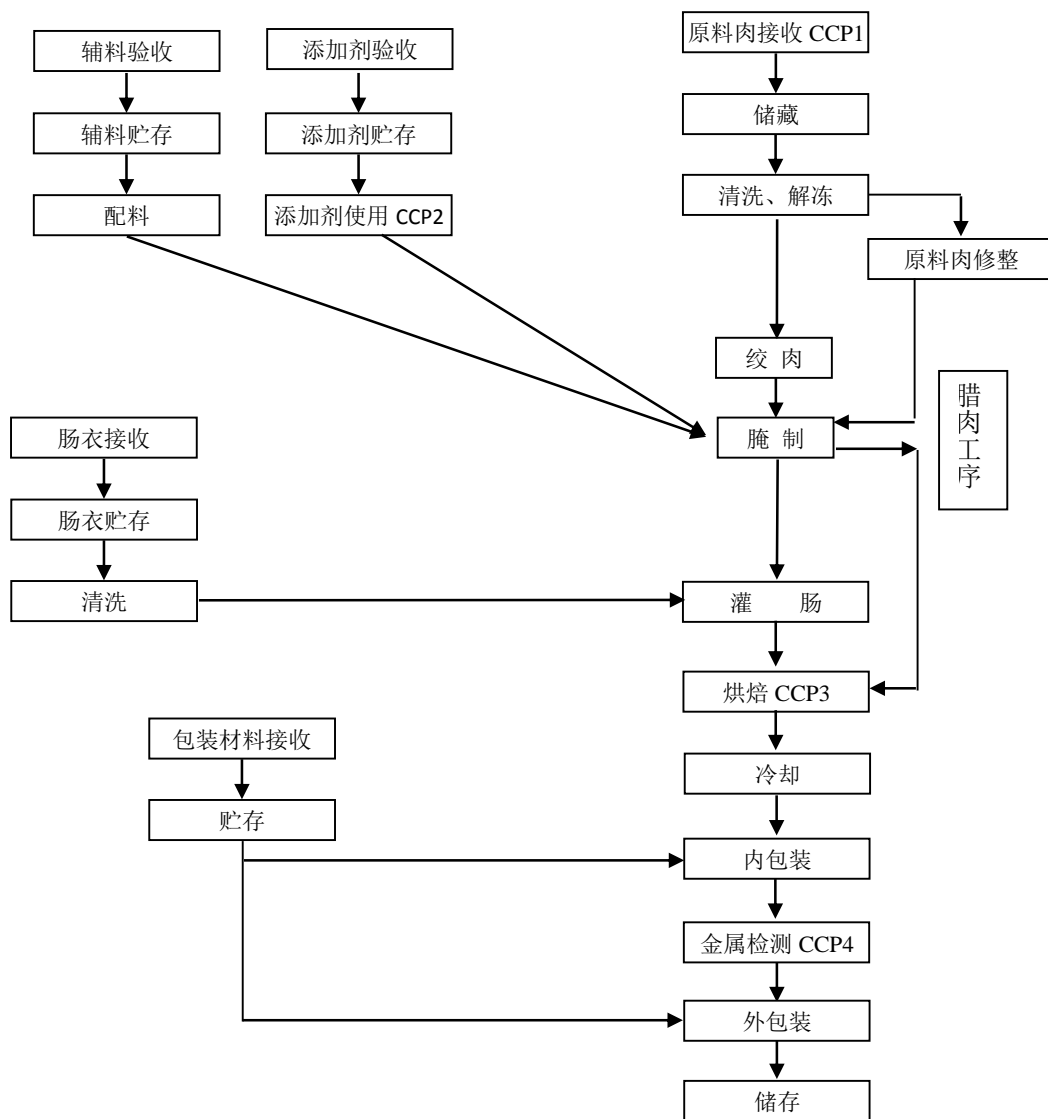 辅料验收
添加剂验收
原料肉接收 CCP1
辅料贮存
添加剂贮存
储藏
配料
添加剂使用 CCP2
清洗、解冻
原料肉修整
绞 肉
腊肉工序
腌 制
肠衣接收
肠衣贮存
清洗
灌 肠
烘焙 CCP3
包装材料接收
冷却
贮存
内包装
金属检测 CCP4
外包装
储存